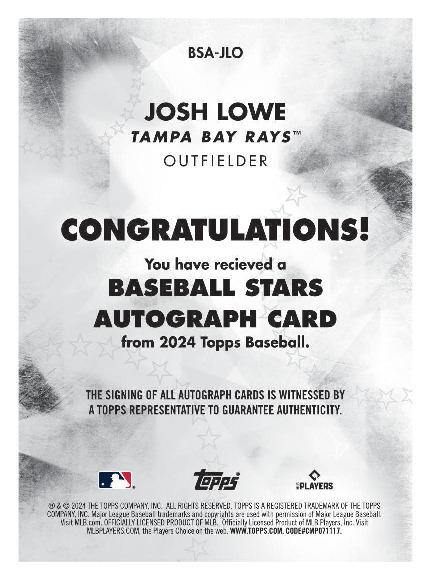 BSA-JLO
JOSH LOWE
TAMPA BAY RAYS™
OUTFIELDER
CONGRATULATIONS!
You have recieved a
BASEBALL STARS
AUTOGRAPH CARD
from 2024 Topps Baseball.
THE SIGNING OF ALL AUTOGRAPH CARDS IS WITNESSED BY
A TOPPS REPRESENTATIVE TO GUARANTEE AUTHENTICITY.
Topps
PLAYERS
® & © 2024 THE TOPPS COMPANY, INC. ALL RIGHTS RESERVED. TOPPS IS A REGISTERED TRADEMARK OF THE TOPPS
COMPANY, INC. Major League Baseball trademarks and copyrights are used with permission of Major League Baseball.
Visit MLB.com. OFFICIALLY LICENSED PRODUCT OF MLB. Officially Licensed Product of MLB Players, Inc. Visit
MLBPLAYERS.COM, the Players Choice on the web. WWW.TOPPS.COM. CODE#CMP071117.